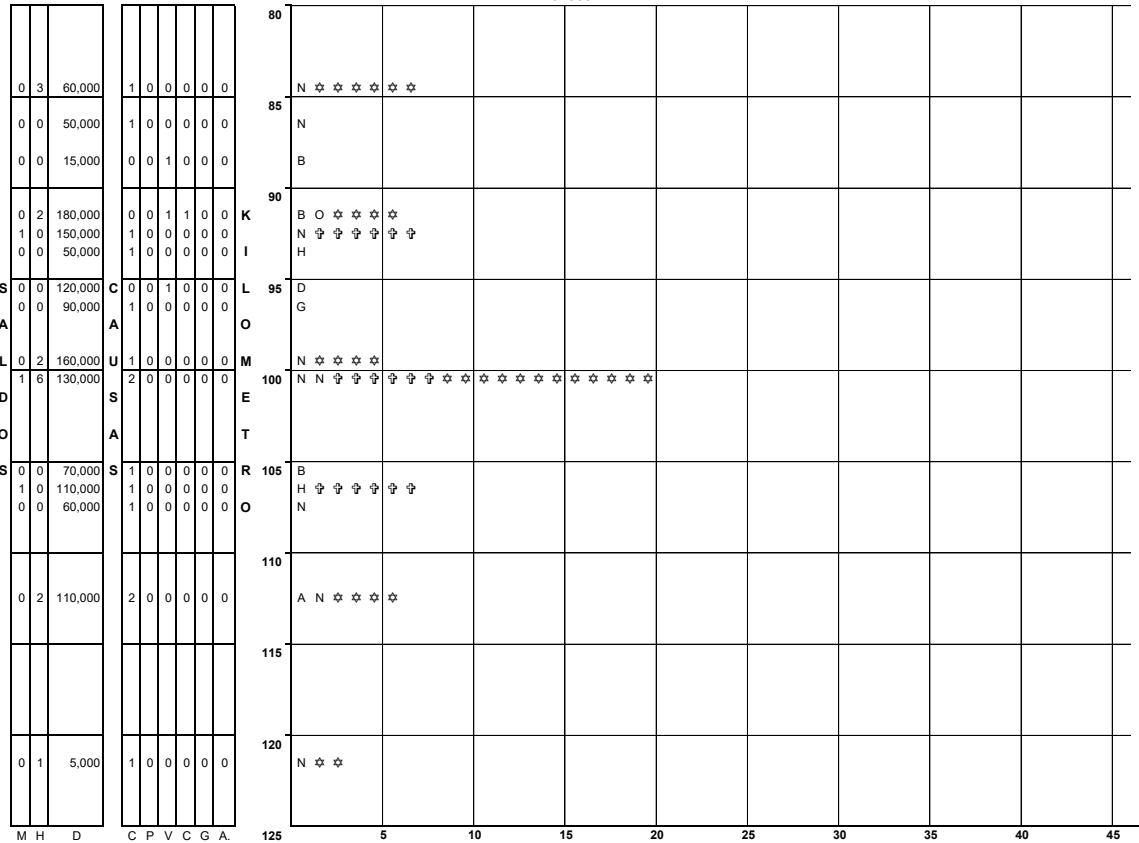 80
0 3 60,000 1 0 0 0 0 0 N ✡ ✡ ✡ ✡ ✡ ✡
85
0 0 50,000 1 0 0 0 0 0 N
0 0 15,000 0 0 1 0 0 0 B
90
0 2 180,000 0 0 1 1 0 0 K B O ✡ ✡ ✡ ✡
1 0 150,000 1 0 0 0 0 0 N ✞ ✞ ✞ ✞ ✞ ✞
0 0 50,000 1 0 0 0 0 0 I H
S 0 0 120,000 C 0 0 1 0 0 0 L 95 D
0 0 90,000 1 0 0 0 0 0 G
A A O
L 0 2 160,000 U 1 0 0 0 0 0 M N ✡ ✡ ✡ ✡
1 6 130,000 2 0 0 0 0 0 100 N N ✞ ✞ ✞ ✞ ✞ ✞ ✡ ✡ ✡ ✡ ✡ ✡ ✡ ✡ ✡ ✡ ✡ ✡
D S E
O A T
S 0 0 70,000 S 1 0 0 0 0 0 R 105 B
1 0 110,000 1 0 0 0 0 0 H ✞ ✞ ✞ ✞ ✞ ✞
0 0 60,000 1 0 0 0 0 0 O N
110
0 2 110,000 2 0 0 0 0 0 A N ✡ ✡ ✡ ✡
115
120
0 1 5,000 1 0 0 0 0 0 N ✡ ✡
M H D C P V C G A. 125 5 10 15 20 25 30 35 40 45